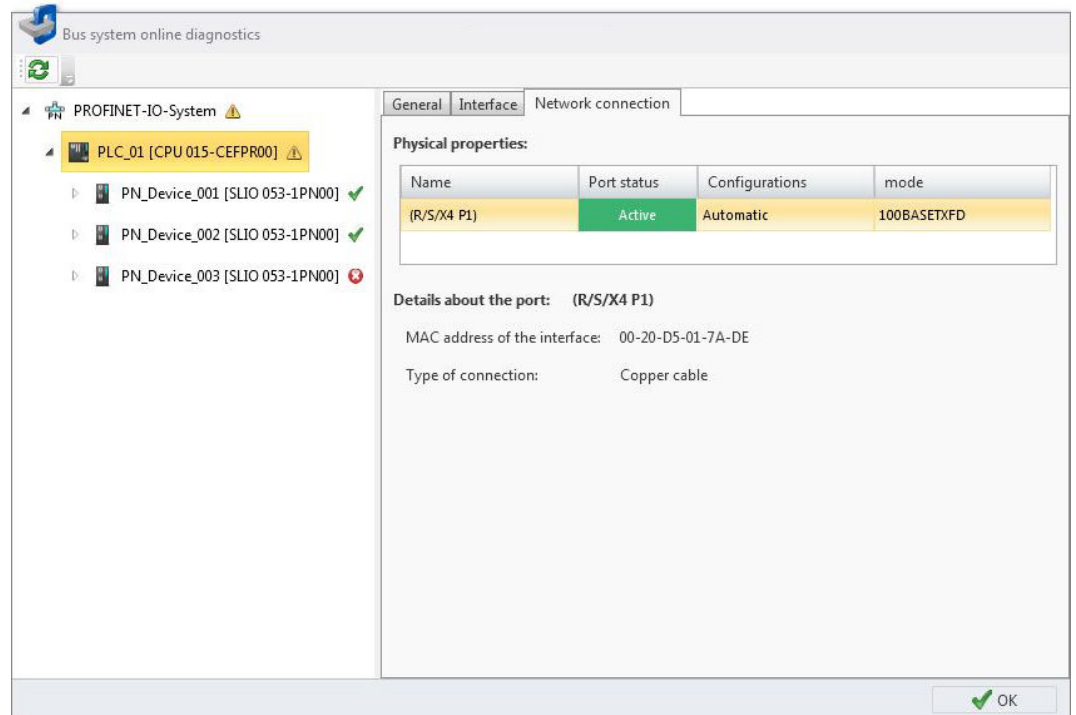 Bus system online diagnostics
PN PROFINET-IO-System
PLC_01 [CPU 015-CEFPR00]
PN_Device_001 [SLIO 053-1PN00]
PN_Device_002 [SLIO 053-1PN00]
PN_Device_003 [SLIO 053-1PN00]
General Interface Network connection
Physical properties:
Name Port status Configurations mode
(R/S/X4 P1) Active Automatic 100BASETXFD
Details about the port: (R/S/X4 P1)
MAC address of the interface: 00-20-D5-01-7A-DE
Type of connection: Copper cable
OK